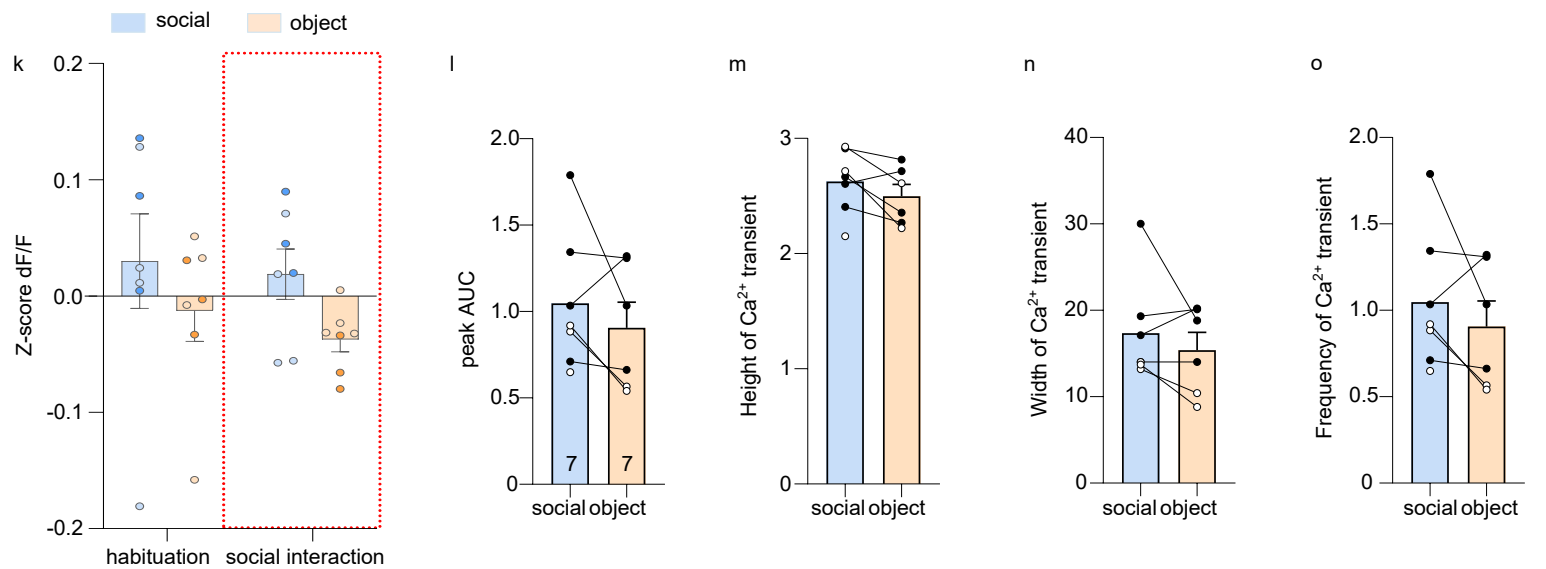 social object
k
0.2
0.1
0.0
-0.1
-0.2
Z-score dF/F
habituation social interaction
l
2.0
1.5
1.0
0.5
0
peak AUC
7 7
social object
m
3
2
1
0
Height of Ca²⁺ transient
social object
n
40
30
20
10
0
Width of Ca²⁺ transient
social object
o
2.0
1.5
1.0
0.5
0
Frequency of Ca²⁺ transient
social object